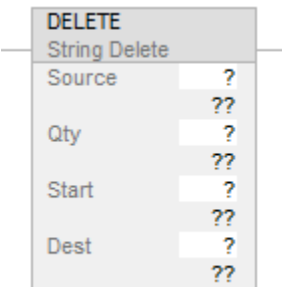 DELETE
String Delete
Source ?
??
Qty ?
??
Start ?
??
Dest ?
??